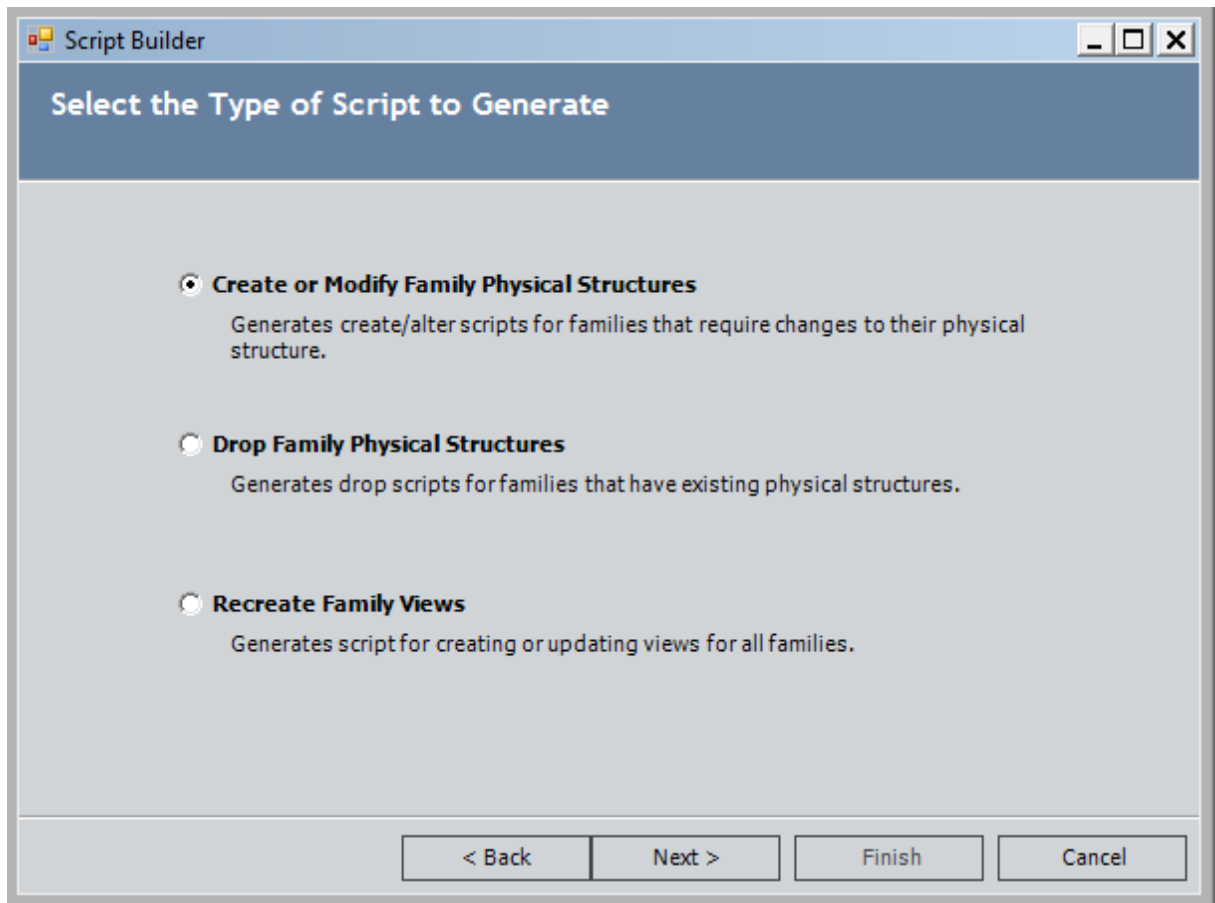 Script Builder
Select the Type of Script to Generate
Create or Modify Family Physical Structures
Generates create/alter scripts for families that require changes to their physical
structure.
Drop Family Physical Structures
Generates drop scripts for families that have existing physical structures.
Recreate Family Views
Generates script for creating or updating views for all families.
< Back
Next >
Finish
Cancel